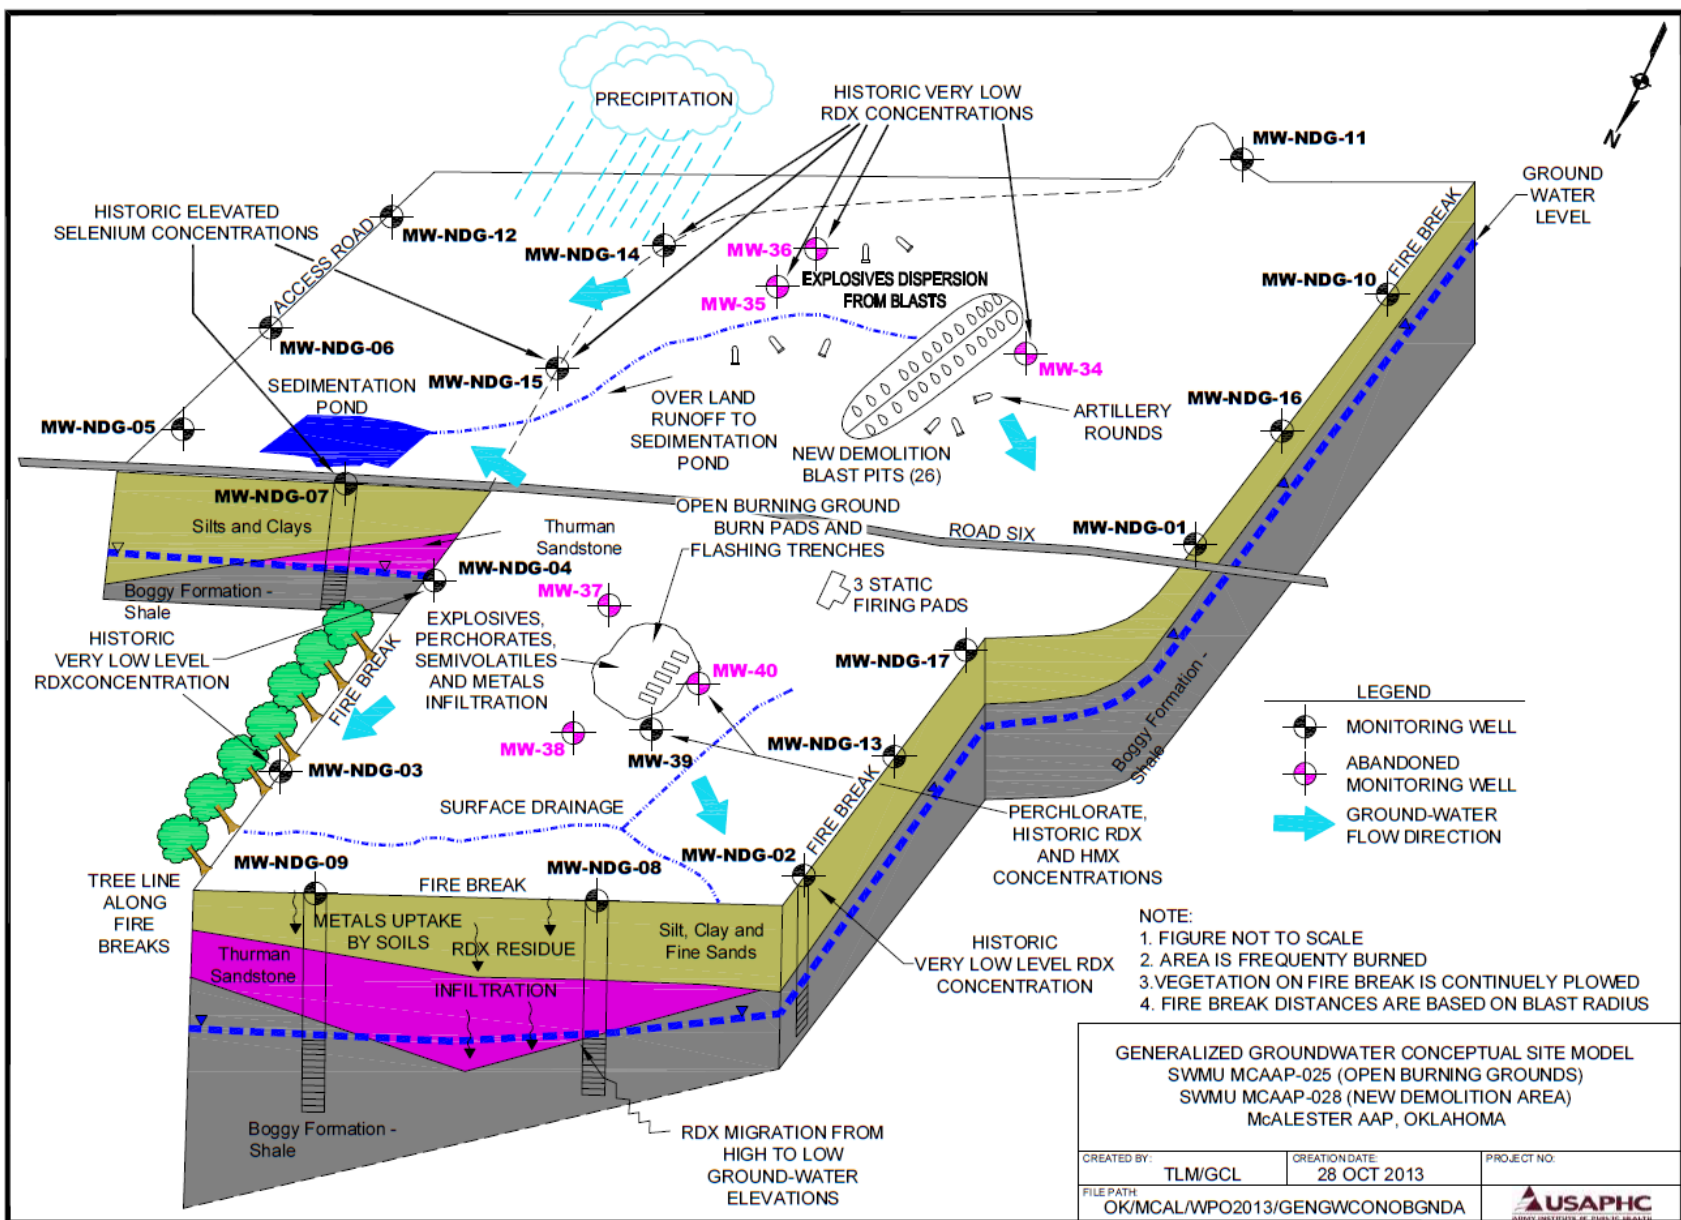 PRECIPITATION
HISTORIC VERY LOW
RDX CONCENTRATIONS
N
MW-NDG-11
GROUND
WATER
LEVEL
HISTORIC ELEVATED
SELENIUM CONCENTRATIONS
ACCESS ROAD
MW-NDG-12
MW-NDG-14
MW-36
MW-35
EXPLOSIVES DISPERSION
FROM BLASTS
FIRE BREAK
MW-NDG-10
MW-NDG-06
MW-NDG-15
MW-34
SEDIMENTATION
POND
OVER LAND
RUNOFF TO
SEDIMENTATION
POND
ARTILLERY
ROUNDS
MW-NDG-16
MW-NDG-05
NEW DEMOLITION
BLAST PITS (26)
MW-NDG-07
Silts and Clays
Thurman
Sandstone
OPEN BURNING GROUND
BURN PADS AND
FLASHING TRENCHES
ROAD SIX
MW-NDG-01
MW-NDG-04
Boggy Formation -
Shale
MW-37
3 STATIC
FIRING PADS
HISTORIC
VERY LOW LEVEL
RDXCONCENTRATION
EXPLOSIVES,
PERCHORATES,
SEMIVOLATILES
AND METALS
INFILTRATION
FIRE BREAK
MW-40
MW-NDG-17
Boggy Formation -
Shale
LEGEND
MONITORING WELL
ABANDONED
MONITORING WELL
GROUND-WATER
FLOW DIRECTION
MW-38
MW-39
MW-NDG-13
MW-NDG-03
FIRE BREAK
SURFACE DRAINAGE
PERCHLORATE,
HISTORIC RDX
AND HMX
CONCENTRATIONS
MW-NDG-09
MW-NDG-08
MW-NDG-02
TREE LINE
ALONG
FIRE
BREAKS
FIRE BREAK
METALS UPTAKE
BY SOILS
RDX RESIDUE
Silt, Clay and
Fine Sands
Thurman
Sandstone
INFILTRATION
HISTORIC
VERY LOW LEVEL RDX
CONCENTRATION
NOTE:
1. FIGURE NOT TO SCALE
2. AREA IS FREQUENTY BURNED
3.VEGETATION ON FIRE BREAK IS CONTINUELY PLOWED
4. FIRE BREAK DISTANCES ARE BASED ON BLAST RADIUS
Boggy Formation -
Shale
RDX MIGRATION FROM
HIGH TO LOW
GROUND-WATER
ELEVATIONS
GENERALIZED GROUNDWATER CONCEPTUAL SITE MODEL
SWMU MCAAP-025 (OPEN BURNING GROUNDS)
SWMU MCAAP-028 (NEW DEMOLITION AREA)
McALESTER AAP, OKLAHOMA
CREATED BY:
TLM/GCL
CREATION DATE:
28 OCT 2013
PROJECT NO:
FILE PATH:
OK/MCAL/WPO2013/GENGWCONOBGNDA
USAPHC
ARMY INSTITUTE OF PUBLIC HEALTH